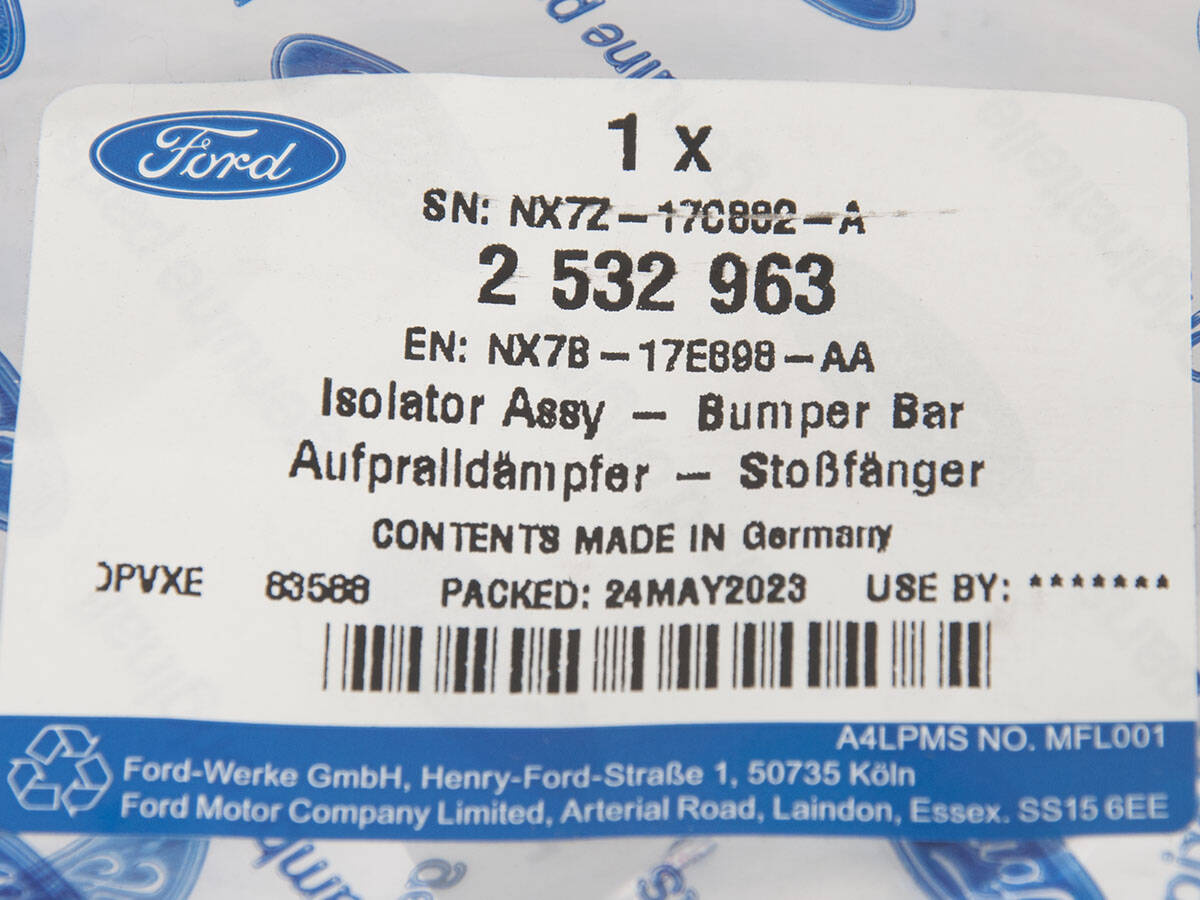 Ford
1 x
SN: NX7Z-17C882-A
2 532 963
EN: NX7B-17E898-AA
Isolator Assy - Bumper Bar
Aufpralldämpfer - Stoßfänger
CONTENTS MADE IN Germany
83588 PACKED: 24MAY2023 USE BY: *******
A4LPMS NO. MFL001
Ford-Werke GmbH, Henry-Ford-Straße 1, 50735 Köln
Ford Motor Company Limited, Arterial Road, Laindon, Essex. SS15 6EE